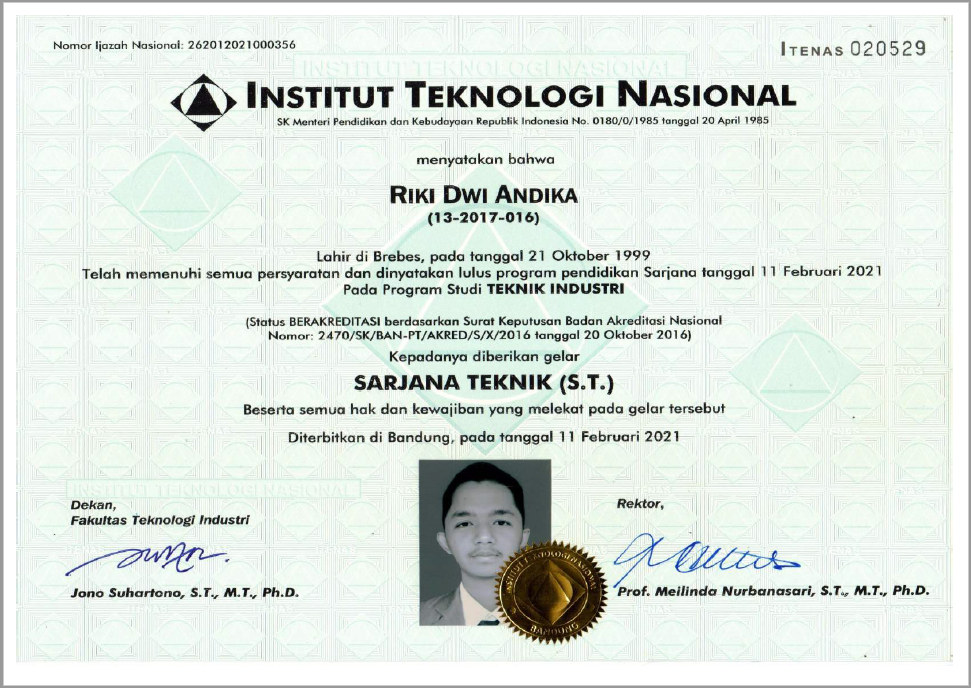 Nomor Ijazah Nasional: 262012021000356
ITENAS 020529
INSTITUT TEKNOLOGI NASIONAL
INSTITUT TEKNOLOGI NASIONAL
SK Menteri Pendidikan dan Kebudayaan Republik Indonesia No. 0180/0/1985 tanggal 20 April 1985
menyatakan bahwa
RIKI DWI ANDIKA
(13-2017-016)
Lahir di Brebes, pada tanggal 21 Oktober 1999
Telah memenuhi semua persyaratan dan dinyatakan lulus program pendidikan Sarjana tanggal 11 Februari 2021
Pada Program Studi TEKNIK INDUSTRI
(Status BERAKREDITASI berdasarkan Surat Keputusan Badan Akreditasi Nasional
Nomor: 2470/SK/BAN-PT/AKRED/S/X/2016 tanggal 20 Oktober 2016)
Kepadanya diberikan gelar
SARJANA TEKNIK (S.T.)
Beserta semua hak dan kewajiban yang melekat pada gelar tersebut
Diterbitkan di Bandung, pada tanggal 11 Februari 2021
INSTITUT TEKNOLOGI NASIONAL
Dekan,
Fakultas Teknologi Industri
Jono Suhartono, S.T., M.T., Ph.D.
Rektor,
Prof. Meilinda Nurbanasari, S.T., M.T., Ph.D.
INSTITUT TEKNOLOGI NASIONAL
BANDUNG